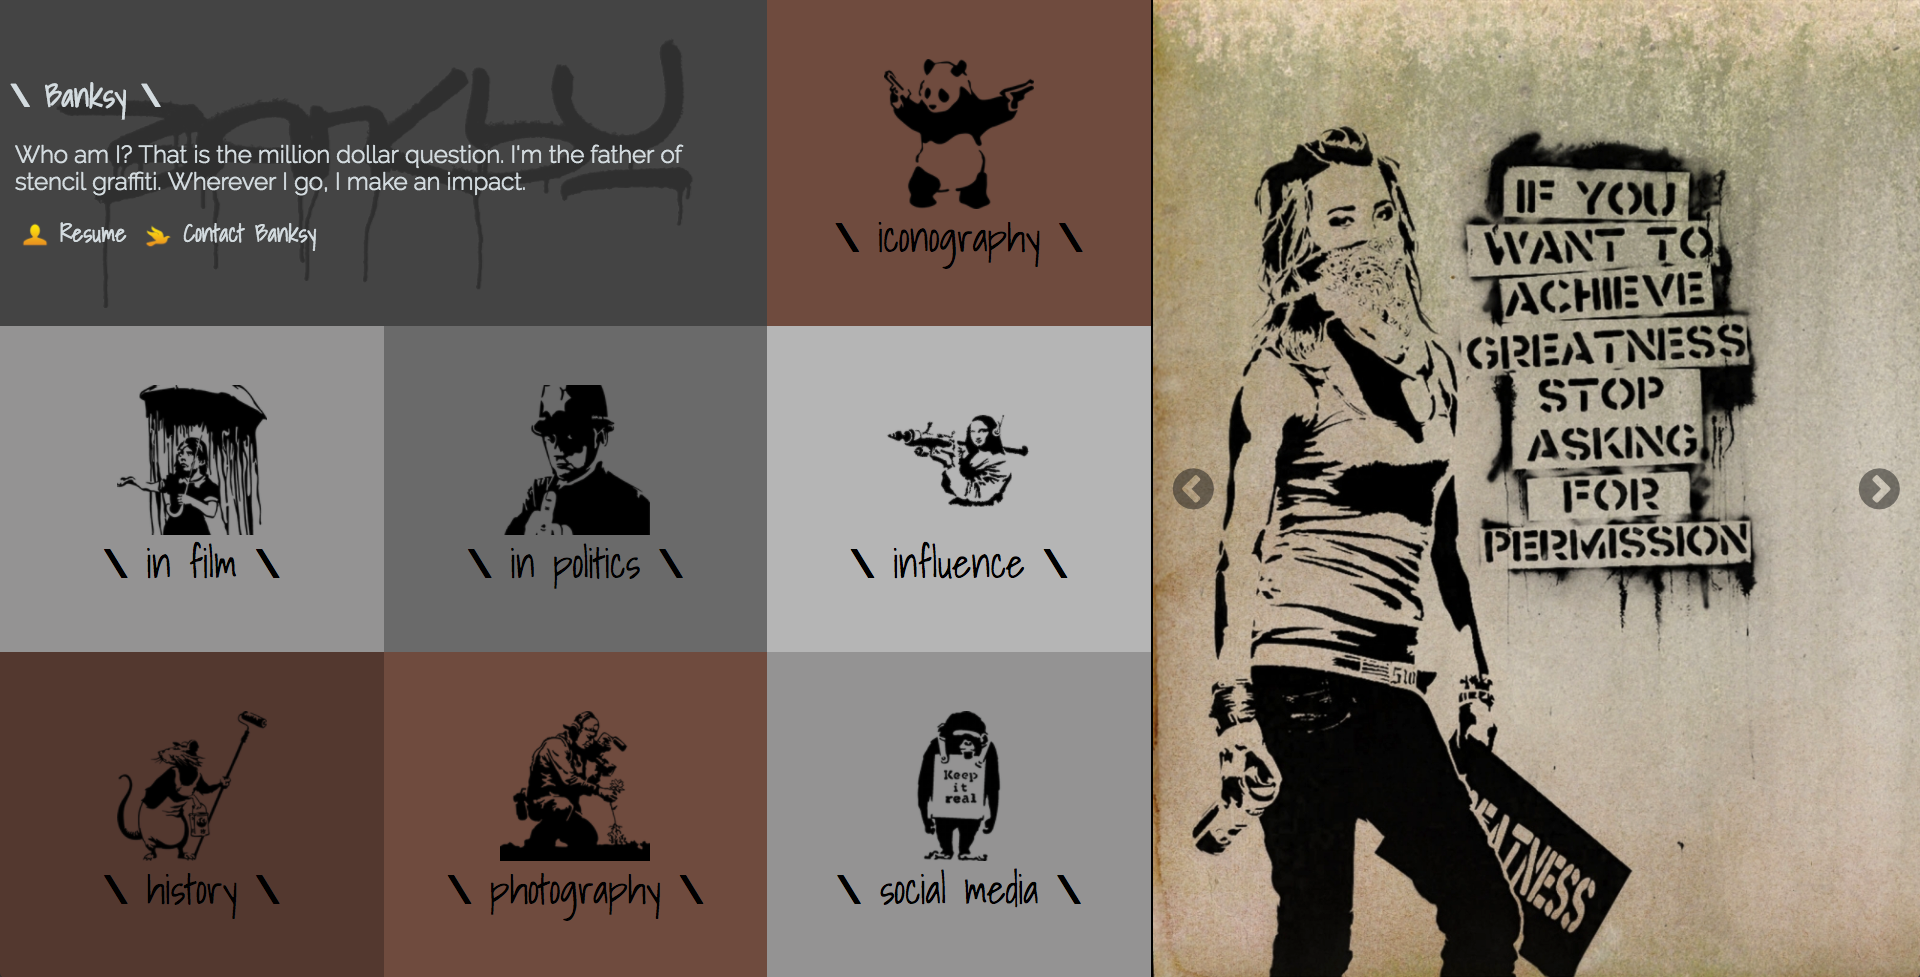 \ Banksy \
Who am I? That is the million dollar question. I'm the father of
stencil graffiti. Wherever I go, I make an impact.
Resume
Contact Banksy
\ iconography \
\ in film \
\ in politics \
\ influence \
Keep
it
real
\ history \
\ photography \
\ social media \
IF YOU
WANT TO
ACHIEVE
GREATNESS
STOP
ASKING
FOR
PERMISSION
EATNESS